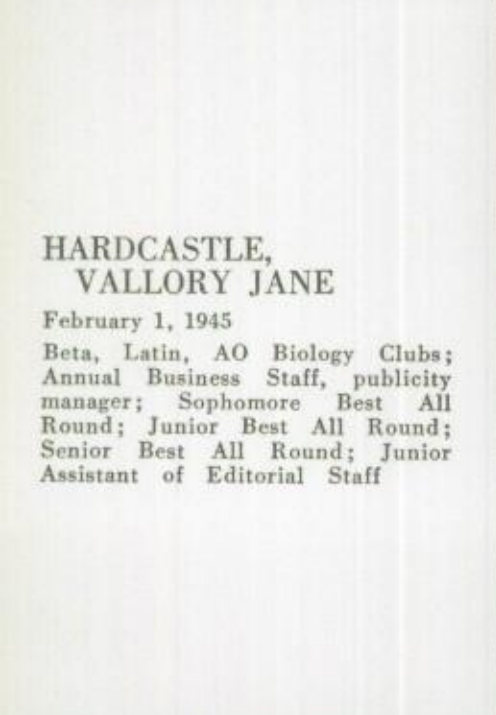 HARDCASTLE,
VALLORY JANE
February 1, 1945
Beta, Latin, AO Biology Clubs;
Annual Business Staff, publicity
manager; Sophomore Best All
Round; Junior Best All Round;
Senior Best All Round; Junior
Assistant of Editorial Staff